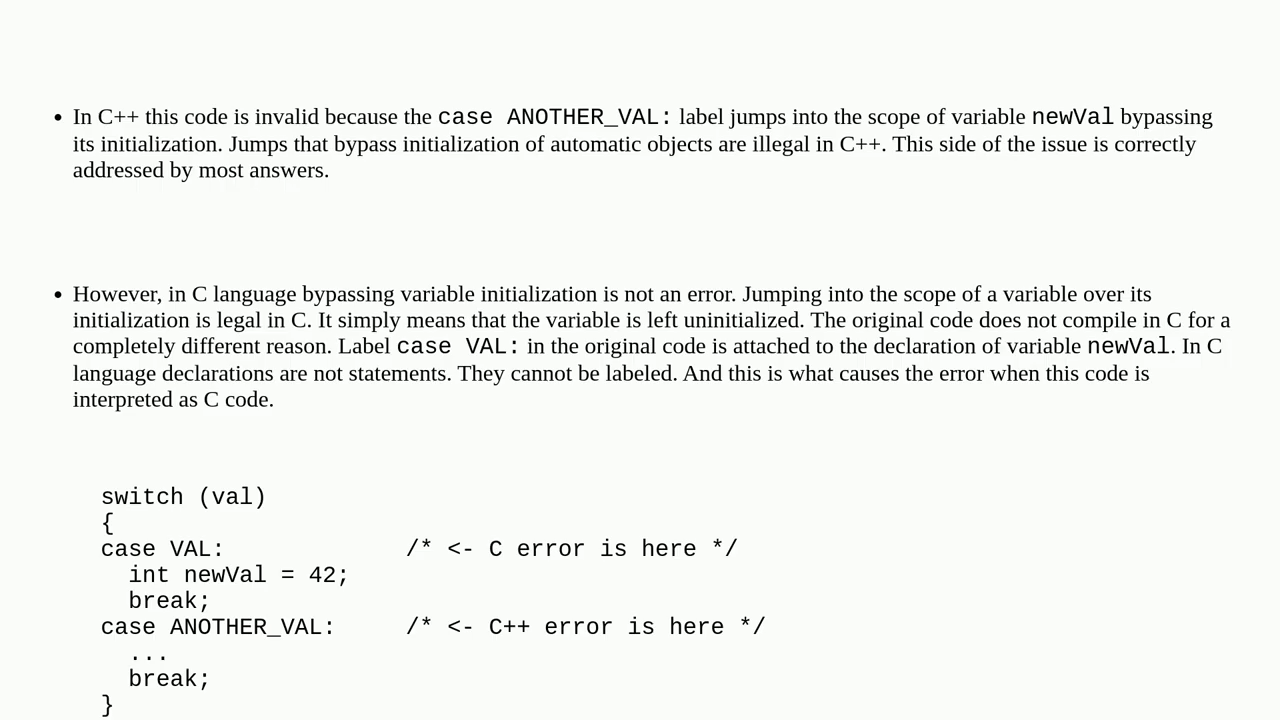 • In C++ this code is invalid because the case ANOTHER_VAL: label jumps into the scope of variable newVal bypassing
its initialization. Jumps that bypass initialization of automatic objects are illegal in C++. This side of the issue is correctly
addressed by most answers.
• However, in C language bypassing variable initialization is not an error. Jumping into the scope of a variable over its
initialization is legal in C. It simply means that the variable is left uninitialized. The original code does not compile in C for a
completely different reason. Label case VAL: in the original code is attached to the declaration of variable newVal. In C
language declarations are not statements. They cannot be labeled. And this is what causes the error when this code is
interpreted as C code.
switch (val)
{
case VAL:             /* <- C error is here */
  int newVal = 42;
  break;
case ANOTHER_VAL:     /* <- C++ error is here */
  ...
  break;
}